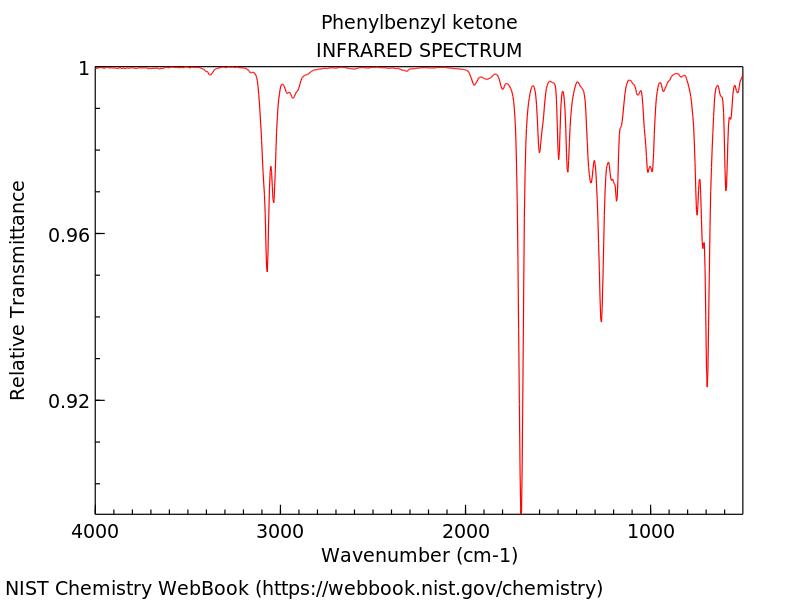 Phenylbenzyl ketone
INFRARED SPECTRUM
1
0.96
0.92
Relative Transmittance
4000 3000 2000 1000
Wavenumber (cm-1)
NIST Chemistry WebBook (https://webbook.nist.gov/chemistry)